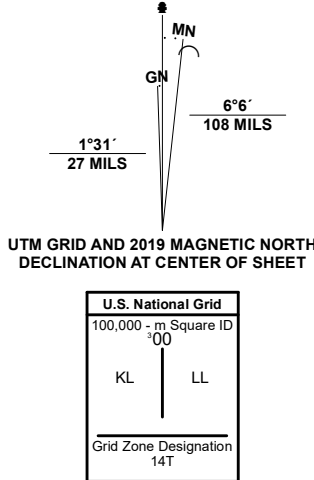 MN
GN
6°6´
108 MILS
1°31´
27 MILS
UTM GRID AND 2019 MAGNETIC NORTH
DECLINATION AT CENTER OF SHEET
U.S. National Grid
100,000 - m Square ID
³00
KL LL
Grid Zone Designation
14T